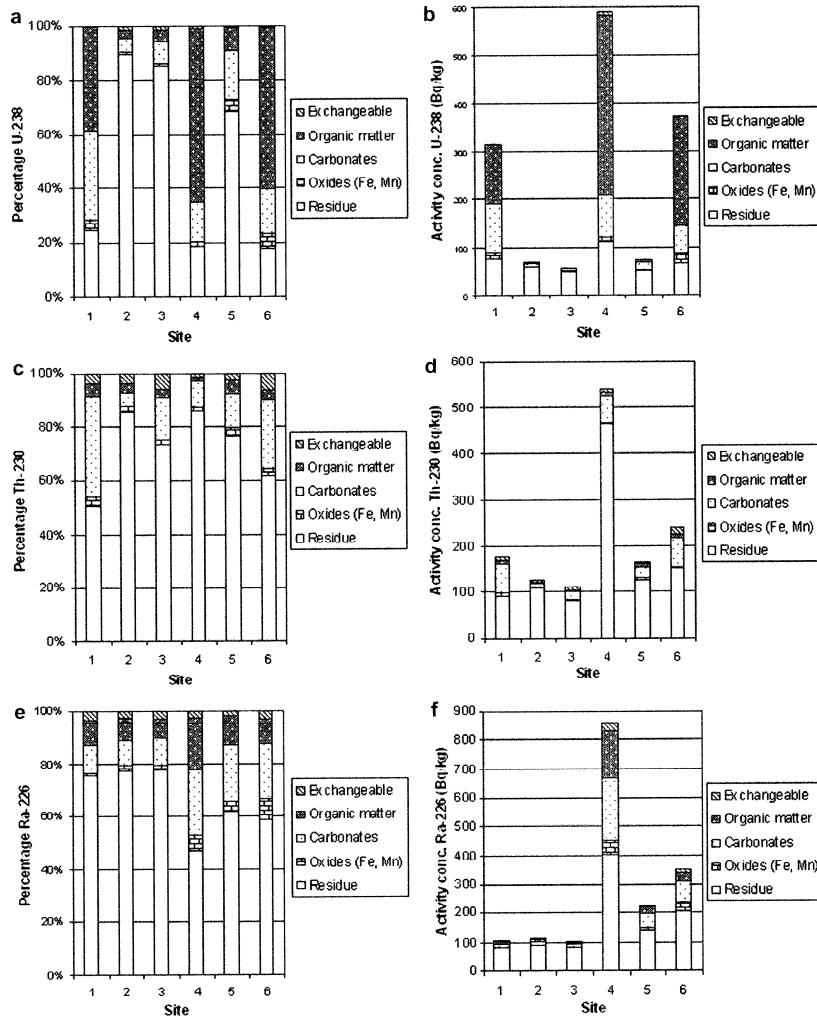 a
Percentage U-238
100%
80%
60%
40%
20%
0%
1 2 3 4 5 6
Site
Exchangeable
Organic matter
Carbonates
Oxides (Fe, Mn)
Residue
b
Activity conc. U-238 (Bq/kg)
600
500
400
300
200
100
0
1 2 3 4 5 6
Site
Exchangeable
Organic matter
Carbonates
Oxides (Fe, Mn)
Residue
c
Percentage Th-230
100%
80%
60%
40%
20%
0%
1 2 3 4 5 6
Site
Exchangeable
Organic matter
Carbonates
Oxides (Fe, Mn)
Residue
d
Activity conc. Th-230 (Bq/kg)
600
500
400
300
200
100
0
1 2 3 4 5 6
Site
Exchangeable
Organic matter
Carbonates
Oxides (Fe, Mn)
Residue
e
Percentage Ra-226
100%
80%
60%
40%
20%
0%
1 2 3 4 5 6
Site
Exchangeable
Organic matter
Carbonates
Oxides (Fe, Mn)
Residue
f
Activity conc. Ra-226 (Bq/kg)
900
800
700
600
500
400
300
200
100
0
1 2 3 4 5 6
Site
Exchangeable
Organic matter
Carbonates
Oxides (Fe, Mn)
Residue